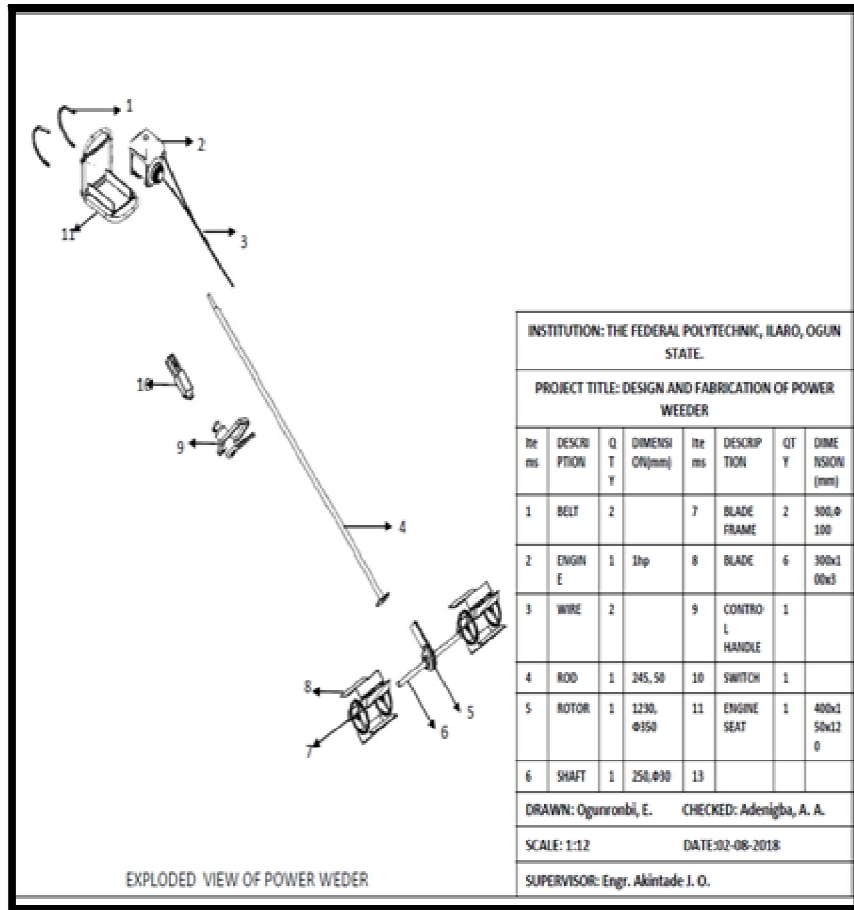 1
2
3
11
10
9
4
8
5
6
7
EXPLODED VIEW OF POWER WEDER
INSTITUTION: THE FEDERAL POLYTECHNIC, ILARO, OGUN
STATE.
PROJECT TITLE: DESIGN AND FABRICATION OF POWER
WEEDER
Ite ms DESCRI PTION Q T Y DIMENSI ON(mm) Ite ms DESCRIP TION QT Y DIME NSION (mm)
1 BELT 2 7 BLADE FRAME 2 300,Φ 100
2 ENGIN E 1 1hp 8 BLADE 6 300x1 00x3
3 WIRE 2 9 CONTRO L HANDLE 1
4 ROD 1 245, 50 10 SWITCH 1
5 ROTOR 1 1230, Φ350 11 ENGINE SEAT 1 400x1 50x12 0
6 SHAFT 1 250,Φ30 13
DRAWN: Ogunronbi, E. CHECKED: Adenigba, A. A.
SCALE: 1:12 DATE:02-08-2018
SUPERVISOR: Engr. Akintade J. O.